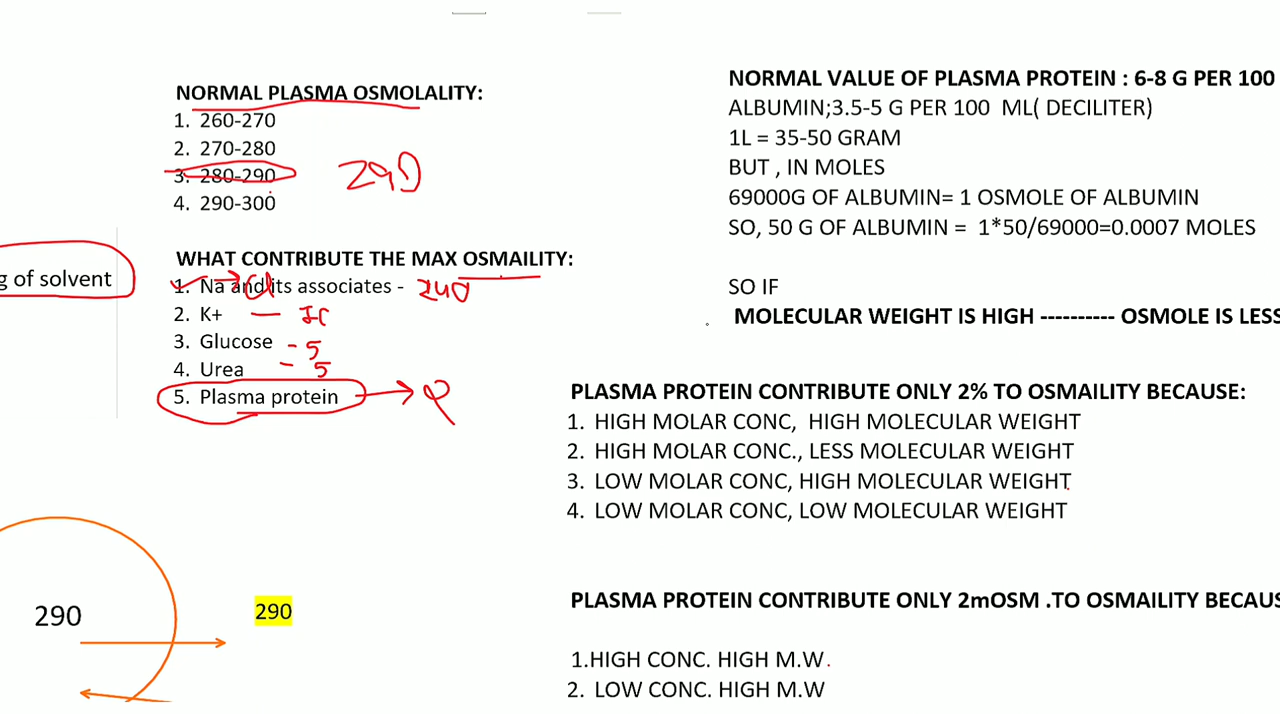 NORMAL PLASMA OSMOLALITY:
1. 260-270
2. 270-280
3. 280-290
4. 290-300
290
g of solvent
WHAT CONTRIBUTE THE MAX OSMAILITY:
1. Na and its associates - 240
2. K+
3. Glucose - 5
4. Urea - 5
5. Plasma protein
290
290
NORMAL VALUE OF PLASMA PROTEIN : 6-8 G PER 100
ALBUMIN;3.5-5 G PER 100 ML( DECILITER)
1L = 35-50 GRAM
BUT , IN MOLES
69000G OF ALBUMIN= 1 OSMOLE OF ALBUMIN
SO, 50 G OF ALBUMIN = 1*50/69000=0.0007 MOLES
SO IF
MOLECULAR WEIGHT IS HIGH ---------- OSMOLE IS LESS
PLASMA PROTEIN CONTRIBUTE ONLY 2% TO OSMAILITY BECAUSE:
1. HIGH MOLAR CONC, HIGH MOLECULAR WEIGHT
2. HIGH MOLAR CONC., LESS MOLECULAR WEIGHT
3. LOW MOLAR CONC, HIGH MOLECULAR WEIGHT
4. LOW MOLAR CONC, LOW MOLECULAR WEIGHT
PLASMA PROTEIN CONTRIBUTE ONLY 2mOSM .TO OSMAILITY BECAUS
1.HIGH CONC. HIGH M.W
2. LOW CONC. HIGH M.W